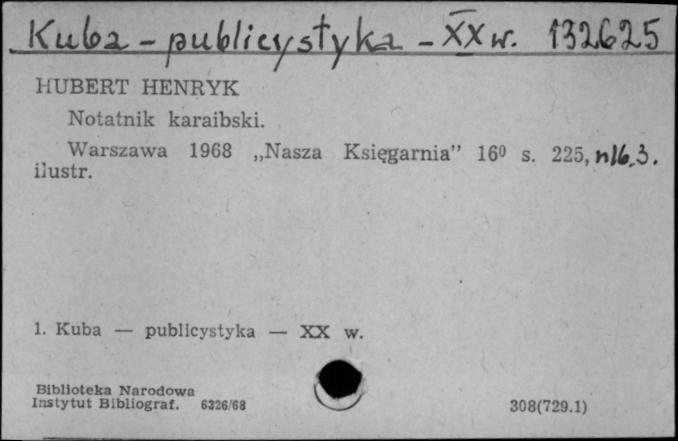 Kuba – publicystyka – XX w. 132625
HUBERT HENRYK
Notatnik karaibski.
Warszawa 1968 „Nasza Księgarnia” 16⁰ s. 225, nlb. 3.
ilustr.
1. Kuba — publicystyka — XX w.
Biblioteka Narodowa
Instytut Bibliograf. 6326/68
308(729.1)